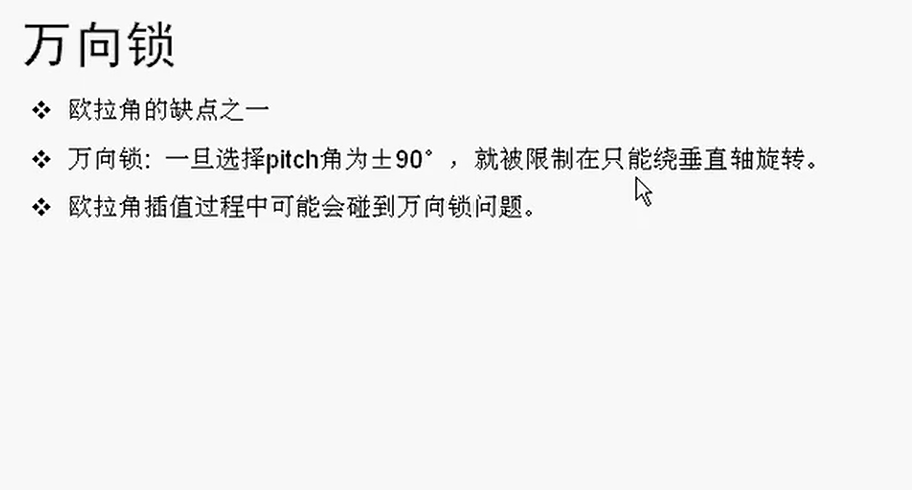 万向锁
❖ 欧拉角的缺点之一
❖ 万向锁：一旦选择pitch角为±90°，就被限制在只能绕垂直轴旋转。
❖ 欧拉角插值过程中可能会碰到万向锁问题。